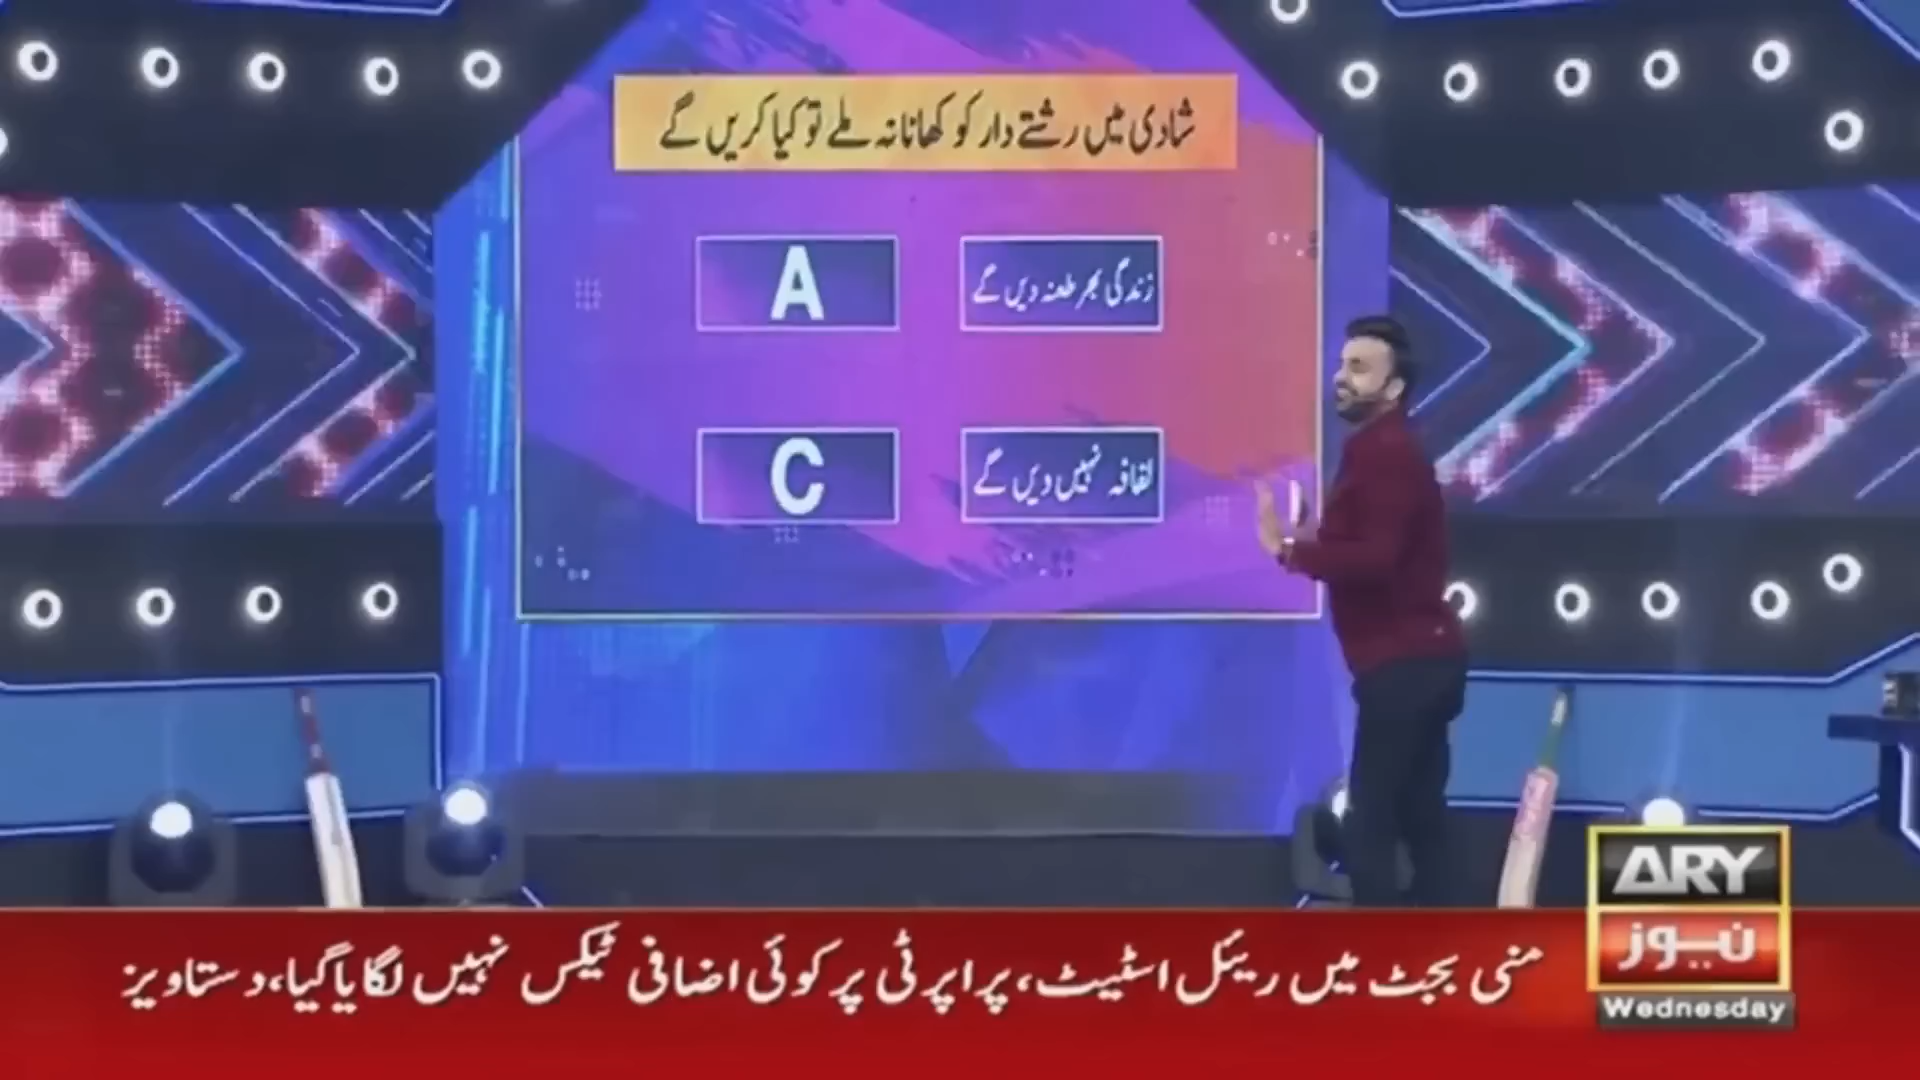 شادی میں رشتے دار کو کھانا نہ ملے تو کیا کریں گے
A
زندگی بھر طعنہ دیں گے
C
لفافہ نہیں دیں گے
ARY
نیوز
Wednesday
منی بجٹ میں ریئل اسٹیٹ، پراپرٹی پر کوئی اضافی ٹیکس نہیں لگایا گیا، دستاویز